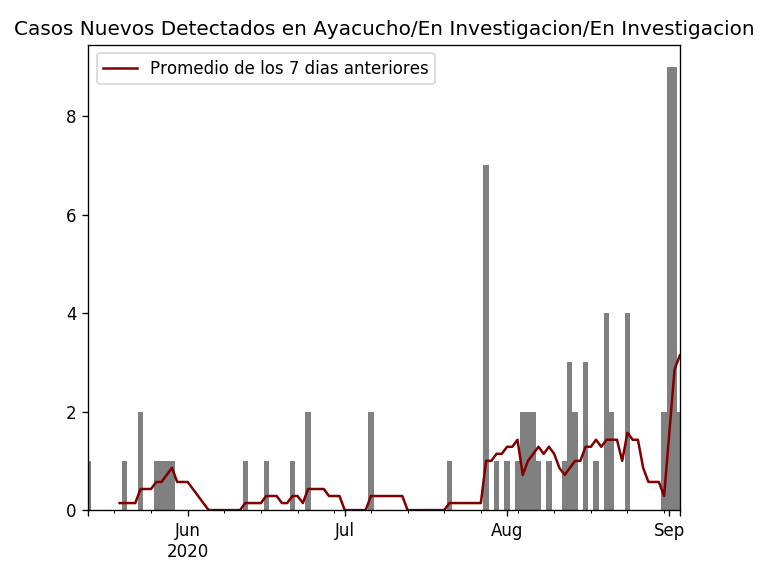 Casos Nuevos Detectados en Ayacucho/En Investigacion/En Investigacion
Promedio de los 7 dias anteriores
8
6
4
2
0
Jun
2020
Jul
Aug
Sep